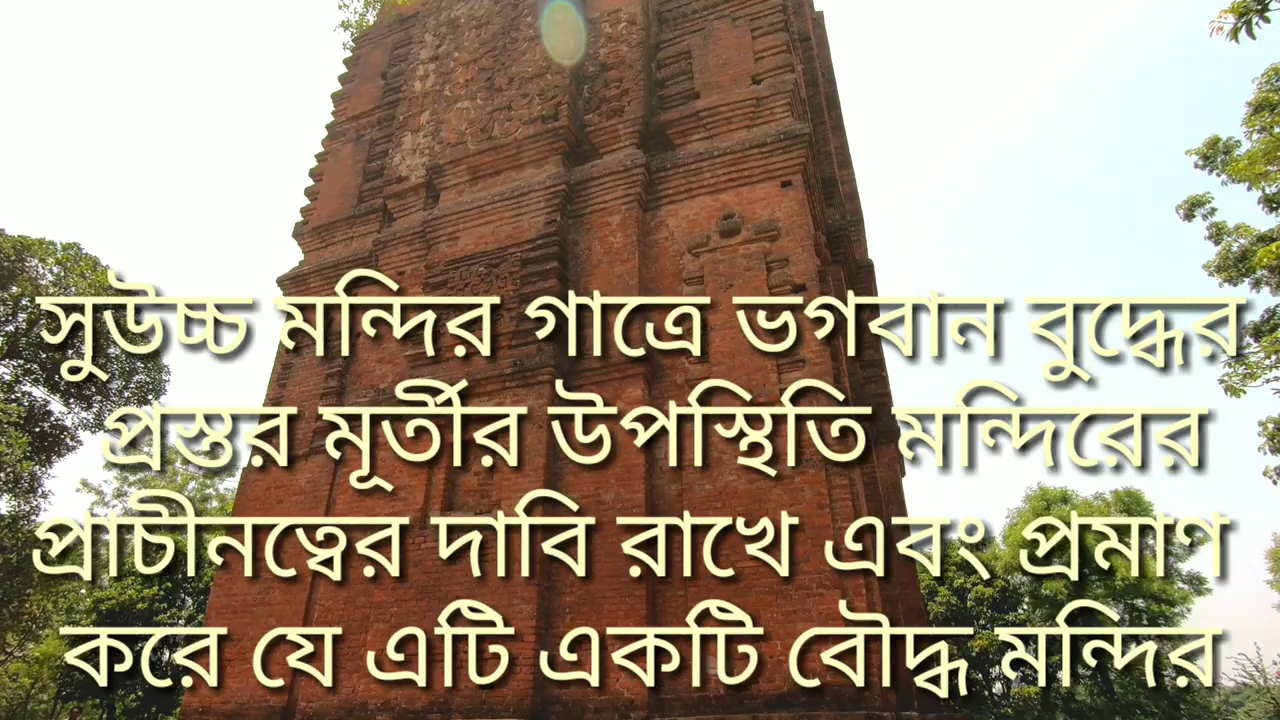 সুউচ্চ মন্দির গাত্রে ভগবান বুদ্ধের
প্রস্তর মূর্তীর উপস্থিতি মন্দিরের
প্রাচীনত্বের দাবি রাখে এবং প্রমাণ
করে যে এটি একটি বৌদ্ধ মন্দির